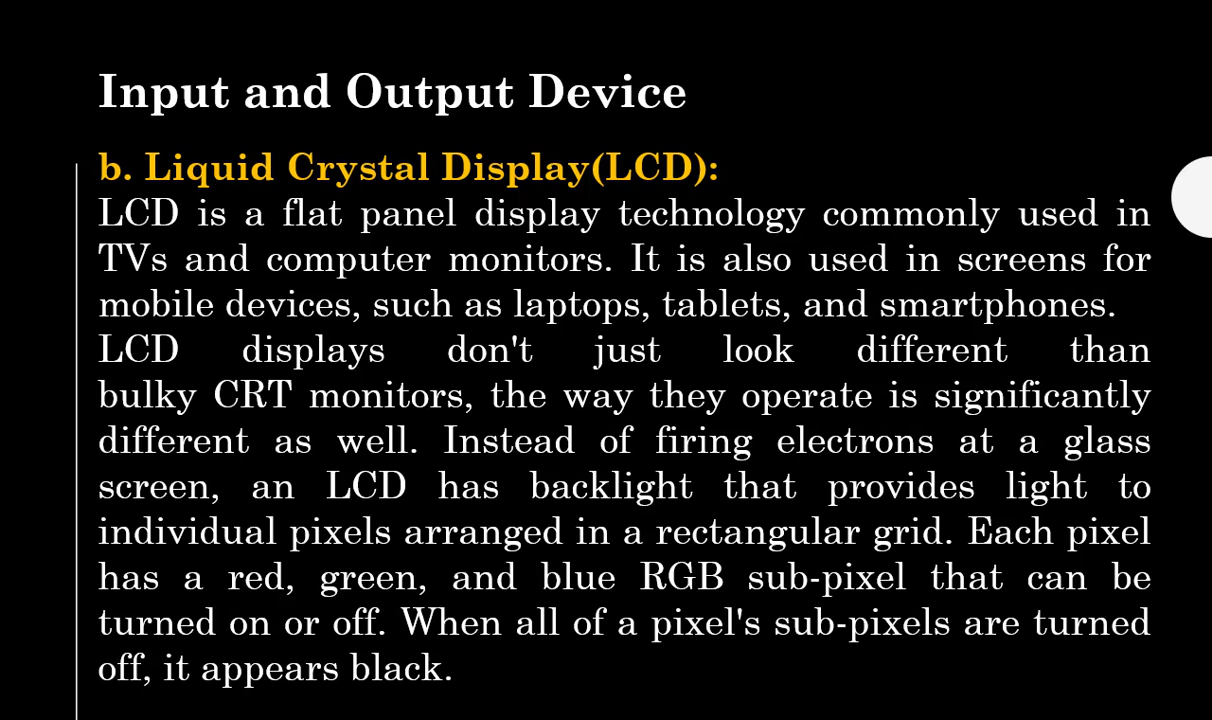 Input and Output Device
b. Liquid Crystal Display(LCD):
LCD is a flat panel display technology commonly used in
TVs and computer monitors. It is also used in screens for
mobile devices, such as laptops, tablets, and smartphones.
LCD displays don't just look different than
bulky CRT monitors, the way they operate is significantly
different as well. Instead of firing electrons at a glass
screen, an LCD has backlight that provides light to
individual pixels arranged in a rectangular grid. Each pixel
has a red, green, and blue RGB sub-pixel that can be
turned on or off. When all of a pixel's sub-pixels are turned
off, it appears black.